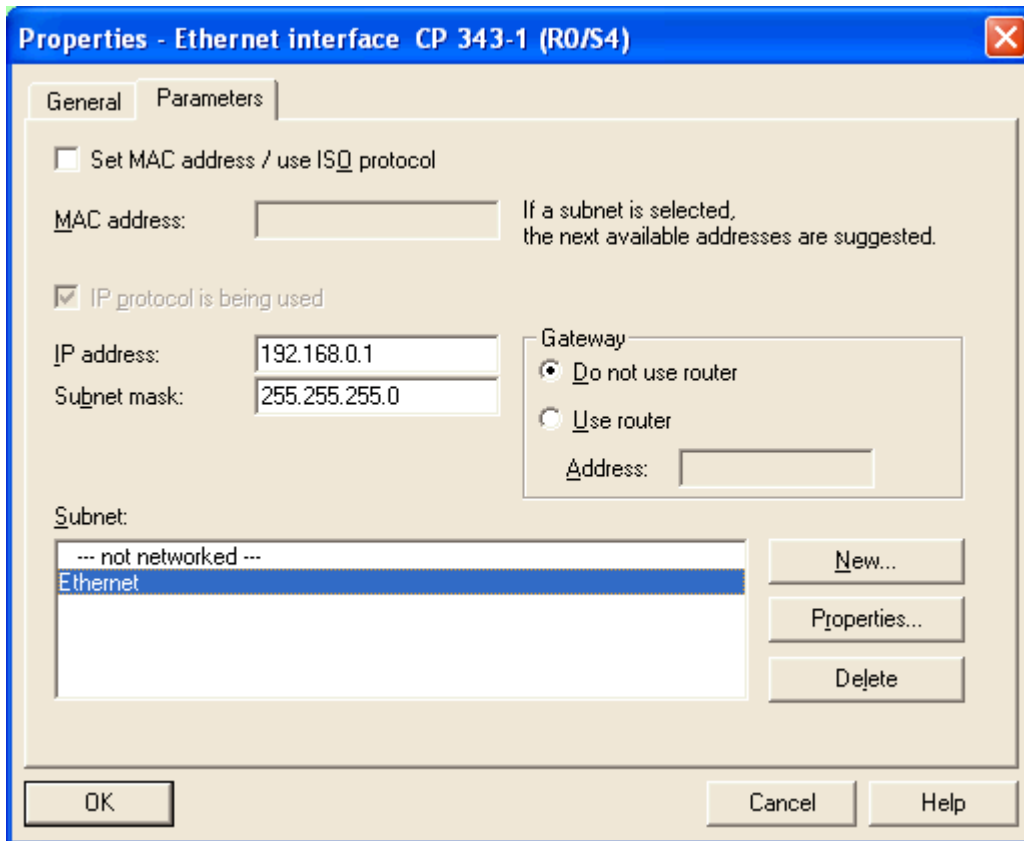 Properties - Ethernet interface CP 343-1 (R0/S4)
General
Parameters
Set MAC address / use ISO protocol
MAC address:
If a subnet is selected,
the next available addresses are suggested.
IP protocol is being used
IP address:
192.168.0.1
Subnet mask:
255.255.255.0
Gateway
Do not use router
Use router
Address:
Subnet:
--- not networked ---
Ethernet
New...
Properties...
Delete
OK
Cancel
Help